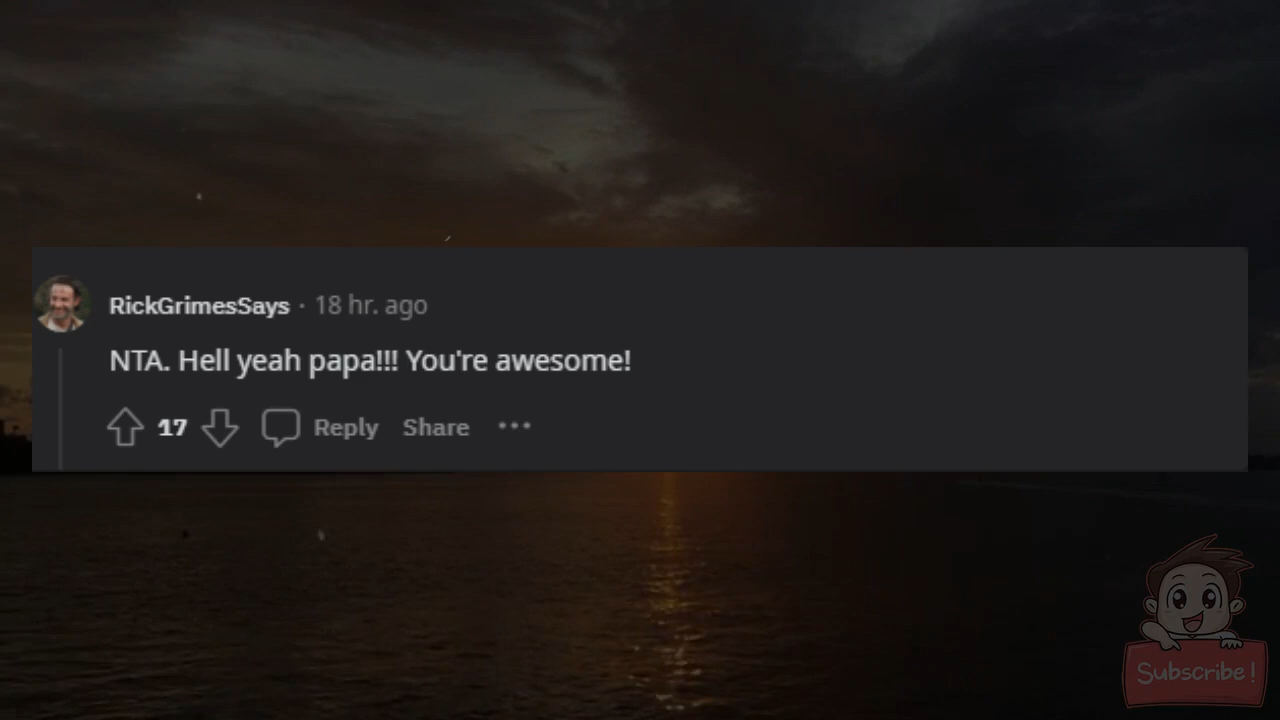 RickGrimesSays · 18 hr. ago
NTA. Hell yeah papa!!! You're awesome!
17 Reply Share ...
Subscribe!